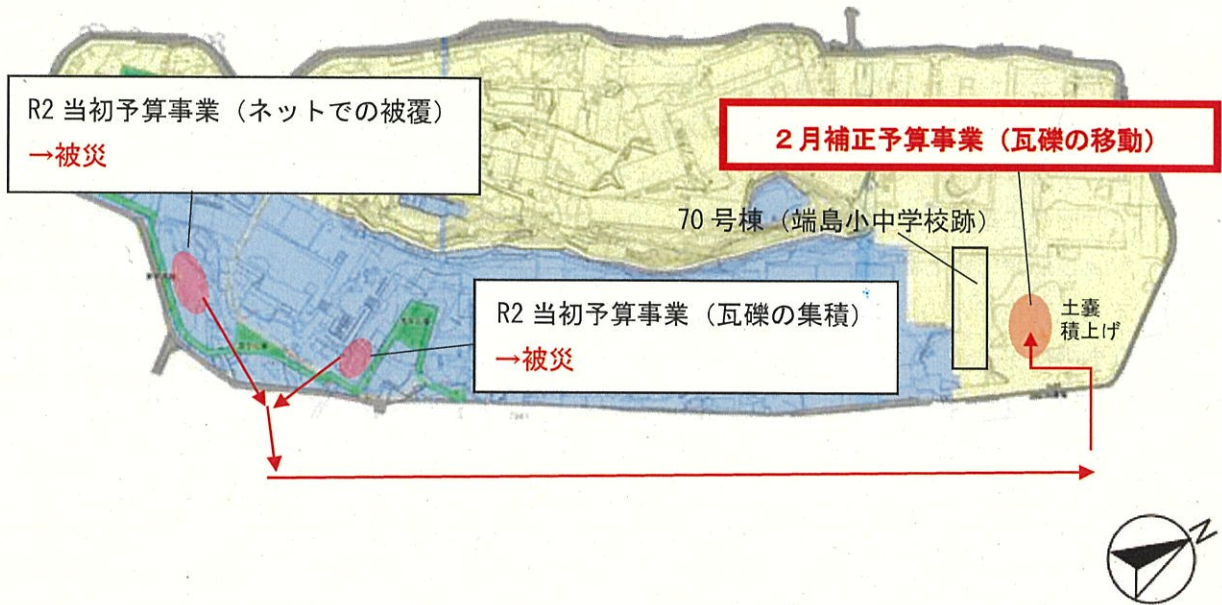 R2 当初予算事業（ネットでの被覆）
→被災
２月補正予算事業（瓦礫の移動）
70 号棟（端島小中学校跡）
R2 当初予算事業（瓦礫の集積）
→被災
土嚢
積上げ
N